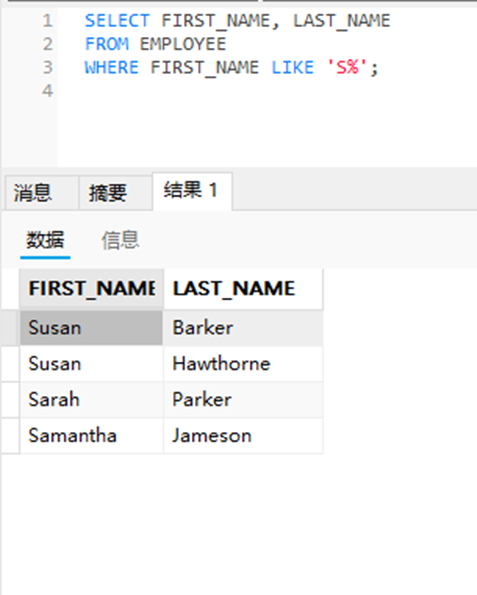 1 SELECT FIRST_NAME, LAST_NAME
2 FROM EMPLOYEE
3 WHERE FIRST_NAME LIKE 'S%';
4
消息 摘要 结果 1
数据 信息
FIRST_NAME LAST_NAME
Susan Barker
Susan Hawthorne
Sarah Parker
Samantha Jameson